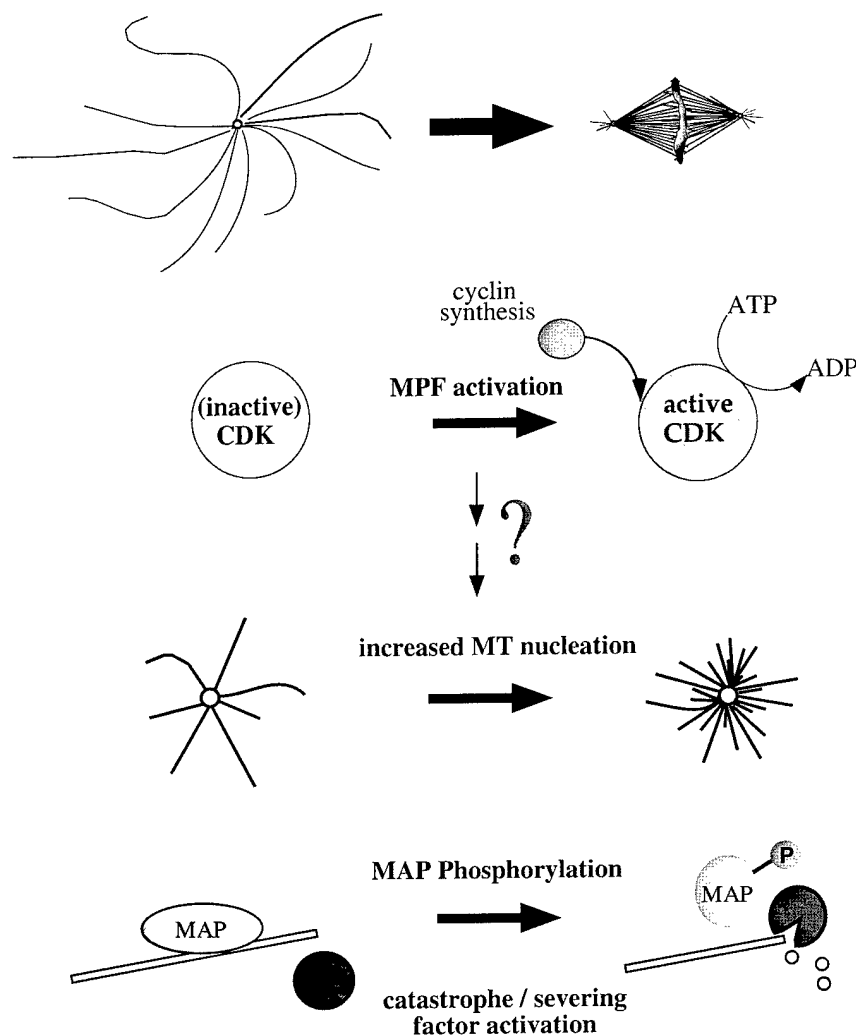 cyclin
synthesis
ATP
ADP
MPF activation
(inactive)
CDK
active
CDK
?
increased MT nucleation
MAP Phosphorylation
MAP
MAP
P
catastrophe / severing
factor activation